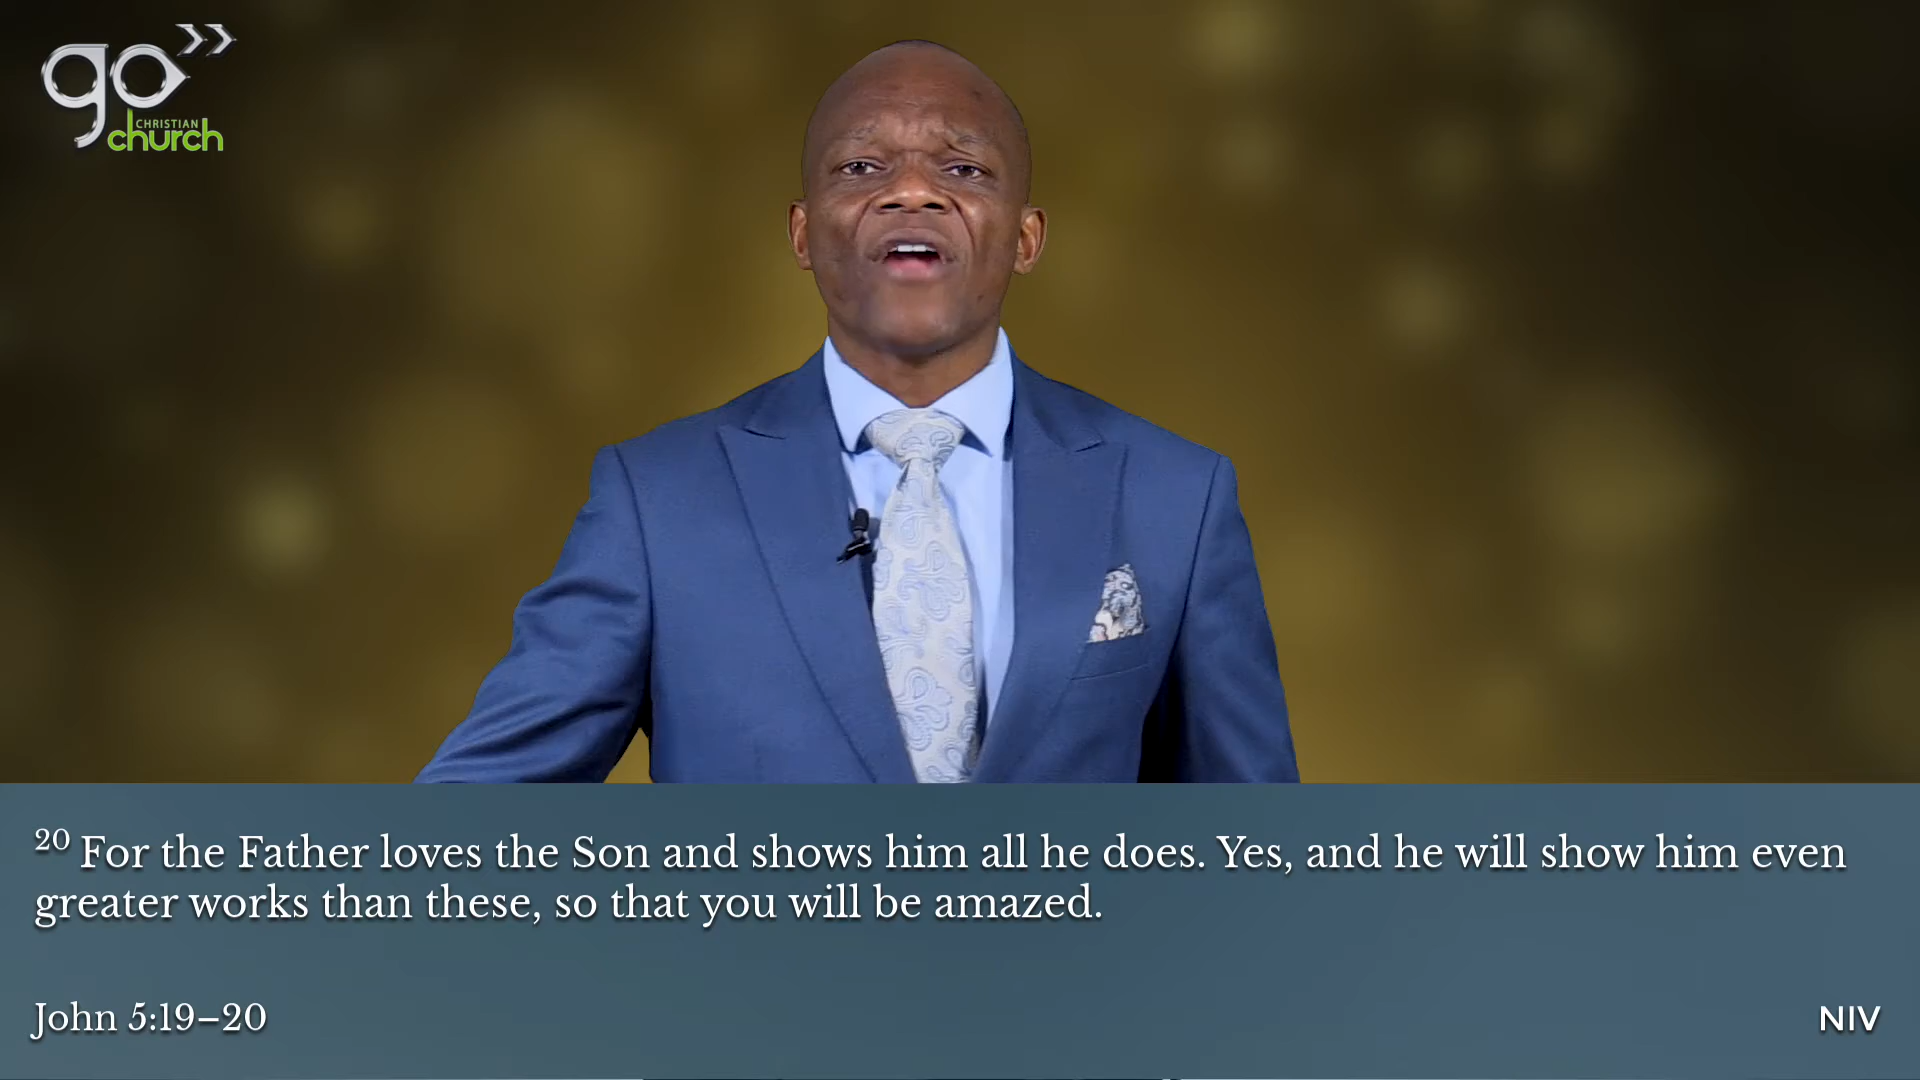 go
CHRISTIAN
church
20 For the Father loves the Son and shows him all he does. Yes, and he will show him even
greater works than these, so that you will be amazed.
John 5:19–20
NIV